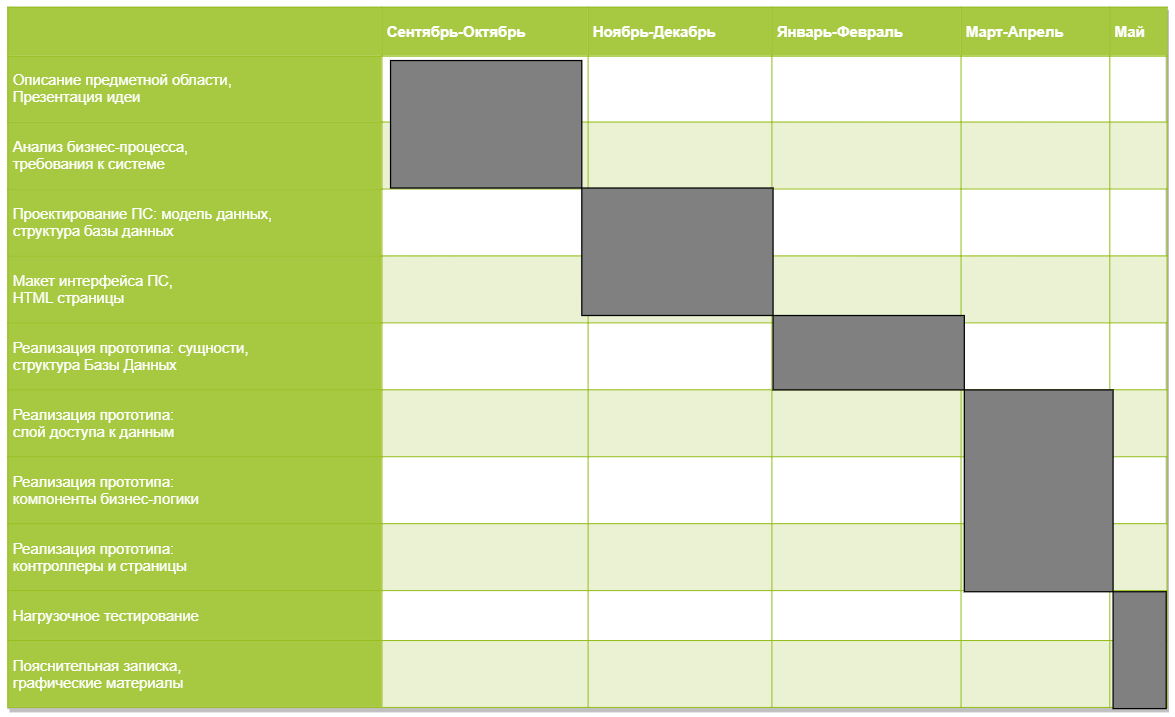 Сентябрь-Октябрь Ноябрь-Декабрь Январь-Февраль Март-Апрель Май
Описание предметной области,
Презентация идеи
Анализ бизнес-процесса,
требования к системе
Проектирование ПС: модель данных,
структура базы данных
Макет интерфейса ПС,
HTML страницы
Реализация прототипа: сущности,
структура Базы Данных
Реализация прототипа:
слой доступа к данным
Реализация прототипа:
компоненты бизнес-логики
Реализация прототипа:
контроллеры и страницы
Нагрузочное тестирование
Пояснительная записка,
графические материалы